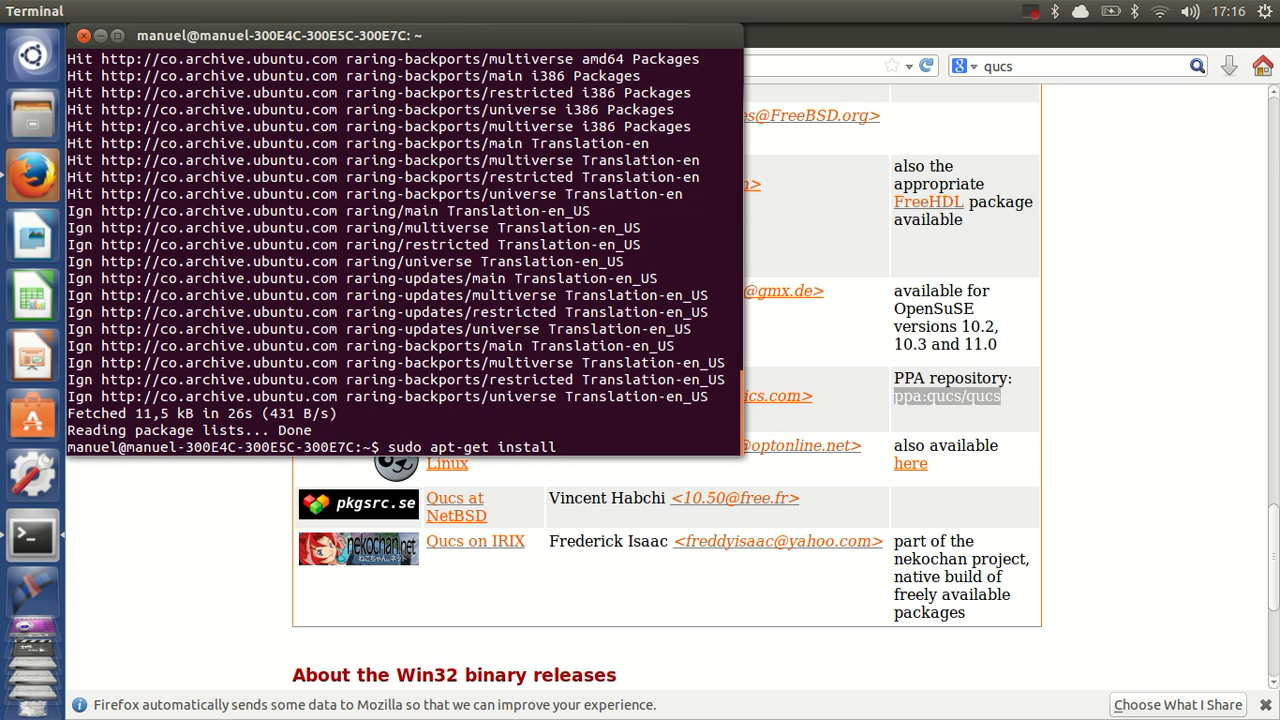 Terminal
17:16
manuel@manuel-300E4C-300E5C-300E7C: ~
Hit http://co.archive.ubuntu.com raring-backports/multiverse amd64 Packages
Hit http://co.archive.ubuntu.com raring-backports/main i386 Packages
Hit http://co.archive.ubuntu.com raring-backports/restricted i386 Packages
Hit http://co.archive.ubuntu.com raring-backports/universe i386 Packages
Hit http://co.archive.ubuntu.com raring-backports/multiverse i386 Packages
Hit http://co.archive.ubuntu.com raring-backports/main Translation-en
Hit http://co.archive.ubuntu.com raring-backports/multiverse Translation-en
Hit http://co.archive.ubuntu.com raring-backports/restricted Translation-en
Hit http://co.archive.ubuntu.com raring-backports/universe Translation-en
Ign http://co.archive.ubuntu.com raring/main Translation-en_US
Ign http://co.archive.ubuntu.com raring/multiverse Translation-en_US
Ign http://co.archive.ubuntu.com raring/restricted Translation-en_US
Ign http://co.archive.ubuntu.com raring/universe Translation-en_US
Ign http://co.archive.ubuntu.com raring-updates/main Translation-en_US
Ign http://co.archive.ubuntu.com raring-updates/multiverse Translation-en_US
Ign http://co.archive.ubuntu.com raring-updates/restricted Translation-en_US
Ign http://co.archive.ubuntu.com raring-updates/universe Translation-en_US
Ign http://co.archive.ubuntu.com raring-backports/main Translation-en_US
Ign http://co.archive.ubuntu.com raring-backports/multiverse Translation-en_US
Ign http://co.archive.ubuntu.com raring-backports/restricted Translation-en_US
Ign http://co.archive.ubuntu.com raring-backports/universe Translation-en_US
Fetched 11,5 kB in 26s (431 B/s)
Reading package lists... Done
manuel@manuel-300E4C-300E5C-300E7C:~$ sudo apt-get install
qucs
es@FreeBSD.org>
also the
appropriate
FreeHDL package
available
@gmx.de>
available for
OpenSuSE
versions 10.2,
10.3 and 11.0
ics.com>
PPA repository:
ppa:qucs/qucs
Linux
@optonline.net>
also available
here
pkgsrc.se
Qucs at
NetBSD
Vincent Habchi <10.50@free.fr>
nekochan.net
Qucs on IRIX
Frederick Isaac <freddyisaac@yahoo.com>
part of the
nekochan project,
native build of
freely available
packages
About the Win32 binary releases
Firefox automatically sends some data to Mozilla so that we can improve your experience.
Choose What I Share